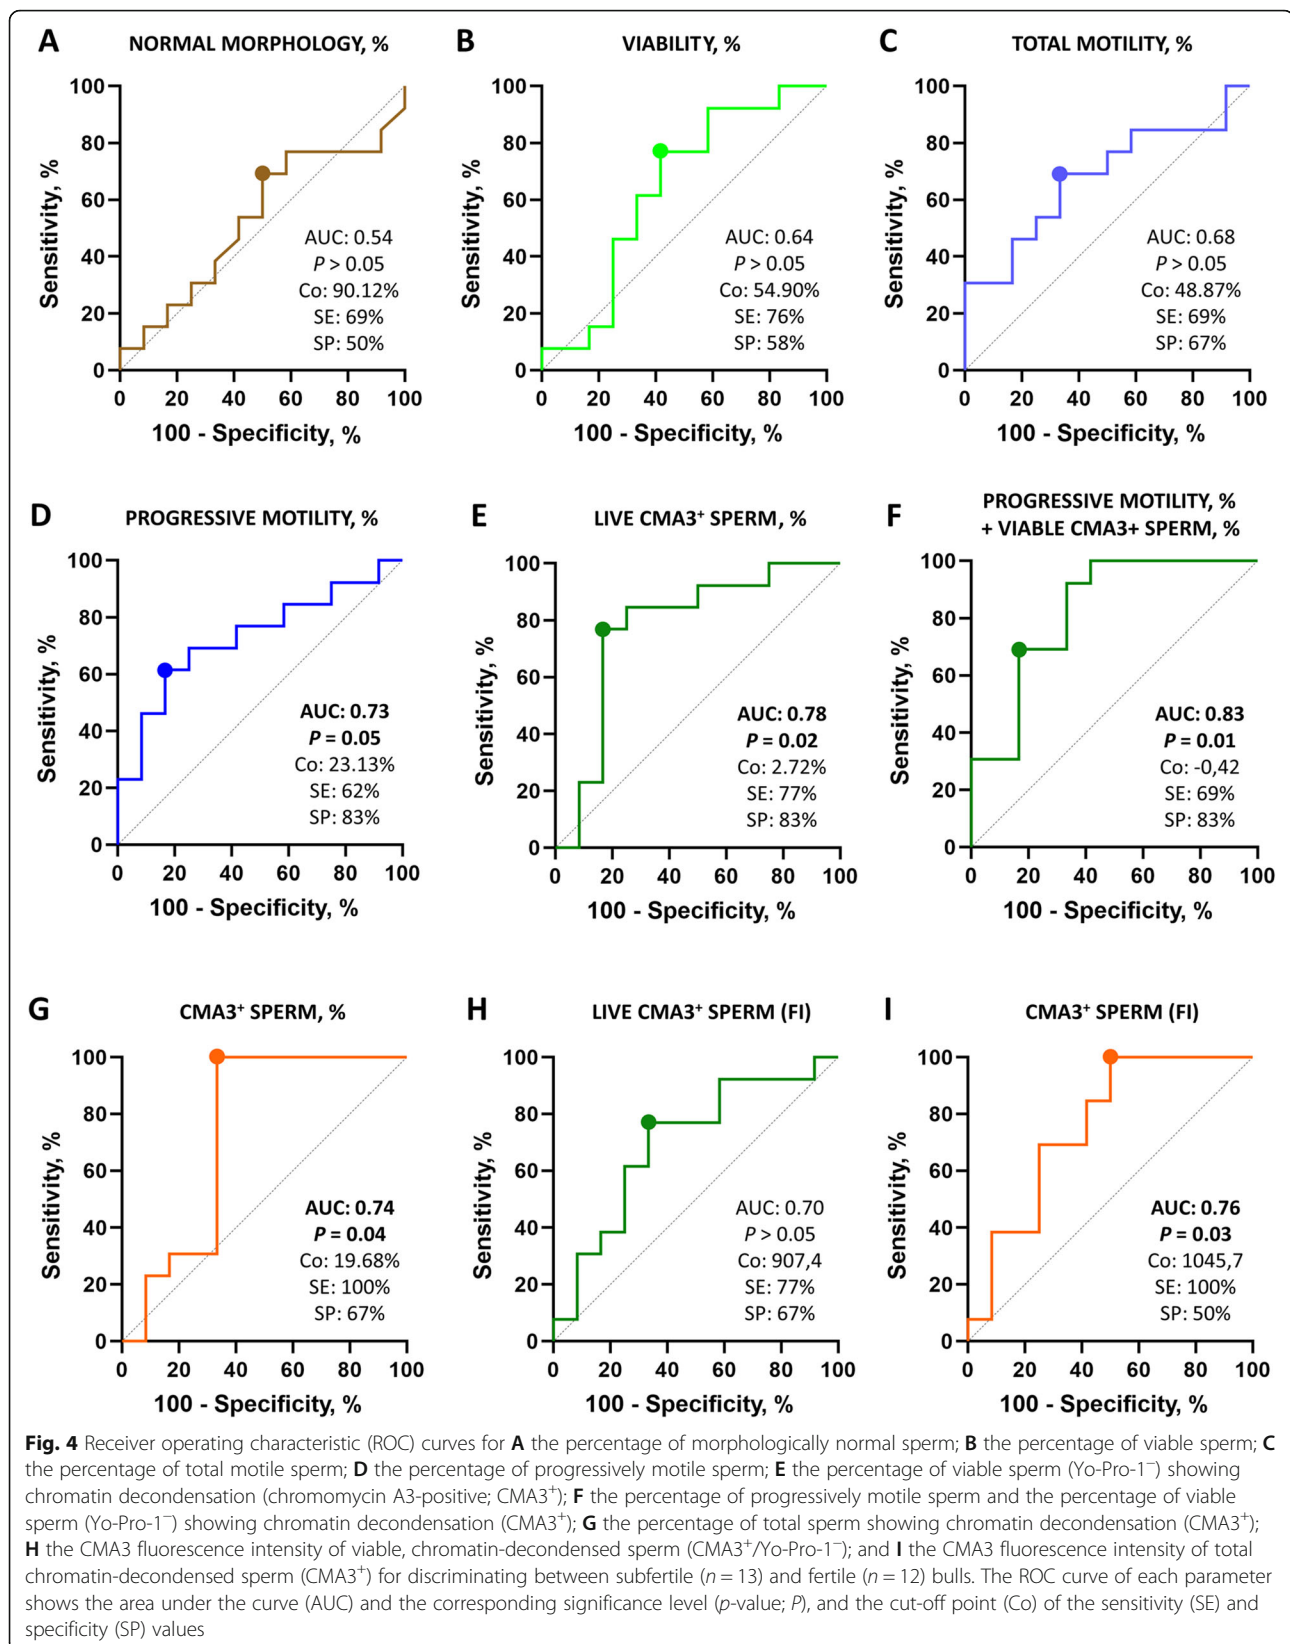 A NORMAL MORPHOLOGY, %
100
80
60
40
20
0
Sensitivity, %
AUC: 0.54
P > 0.05
Co: 90.12%
SE: 69%
SP: 50%
0 20 40 60 80 100
100 - Specificity, %
B VIABILITY, %
100
80
60
40
20
0
Sensitivity, %
AUC: 0.64
P > 0.05
Co: 54.90%
SE: 76%
SP: 58%
0 20 40 60 80 100
100 - Specificity, %
C TOTAL MOTILITY, %
100
80
60
40
20
0
Sensitivity, %
AUC: 0.68
P > 0.05
Co: 48.87%
SE: 69%
SP: 67%
0 20 40 60 80 100
100 - Specificity, %
D PROGRESSIVE MOTILITY, %
100
80
60
40
20
0
Sensitivity, %
AUC: 0.73
P = 0.05
Co: 23.13%
SE: 62%
SP: 83%
0 20 40 60 80 100
100 - Specificity, %
E LIVE CMA3⁺ SPERM, %
100
80
60
40
20
0
Sensitivity, %
AUC: 0.78
P = 0.02
Co: 2.72%
SE: 77%
SP: 83%
0 20 40 60 80 100
100 - Specificity, %
F PROGRESSIVE MOTILITY, %
+ VIABLE CMA3+ SPERM, %
100
80
60
40
20
0
Sensitivity, %
AUC: 0.83
P = 0.01
Co: -0,42
SE: 69%
SP: 83%
0 20 40 60 80 100
100 - Specificity, %
G CMA3⁺ SPERM, %
100
80
60
40
20
0
Sensitivity, %
AUC: 0.74
P = 0.04
Co: 19.68%
SE: 100%
SP: 67%
0 20 40 60 80 100
100 - Specificity, %
H LIVE CMA3⁺ SPERM (FI)
100
80
60
40
20
0
Sensitivity, %
AUC: 0.70
P > 0.05
Co: 907,4
SE: 77%
SP: 67%
0 20 40 60 80 100
100 - Specificity, %
I CMA3⁺ SPERM (FI)
100
80
60
40
20
0
Sensitivity, %
AUC: 0.76
P = 0.03
Co: 1045,7
SE: 100%
SP: 50%
0 20 40 60 80 100
100 - Specificity, %
Fig. 4 Receiver operating characteristic (ROC) curves for A the percentage of morphologically normal sperm; B the percentage of viable sperm; C
the percentage of total motile sperm; D the percentage of progressively motile sperm; E the percentage of viable sperm (Yo-Pro-1⁻) showing
chromatin decondensation (chromomycin A3-positive; CMA3⁺); F the percentage of progressively motile sperm and the percentage of viable
sperm (Yo-Pro-1⁻) showing chromatin decondensation (CMA3⁺); G the percentage of total sperm showing chromatin decondensation (CMA3⁺);
H the CMA3 fluorescence intensity of viable, chromatin-decondensed sperm (CMA3⁺/Yo-Pro-1⁻); and I the CMA3 fluorescence intensity of total
chromatin-decondensed sperm (CMA3⁺) for discriminating between subfertile (n = 13) and fertile (n = 12) bulls. The ROC curve of each parameter
shows the area under the curve (AUC) and the corresponding significance level (p-value; P), and the cut-off point (Co) of the sensitivity (SE) and
specificity (SP) values